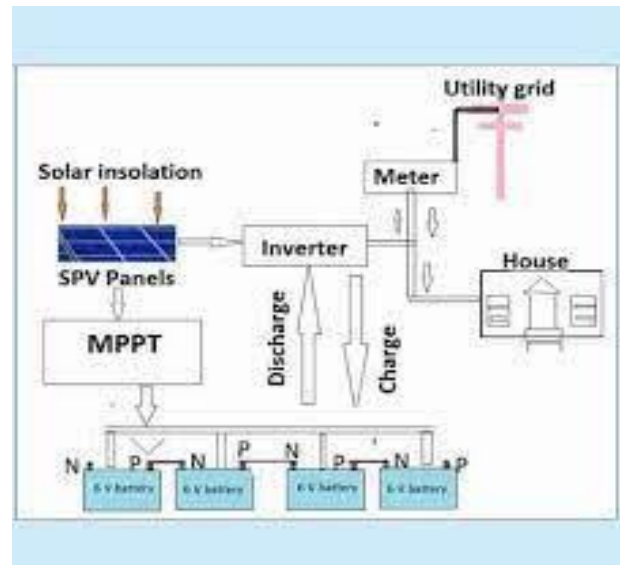 Utility grid
Solar insolation
Meter
Inverter
House
SPV Panels
MPPT
Discharge
Charge
N P N P N P N P
6 V battery 6 V battery 6 V battery 6 V battery